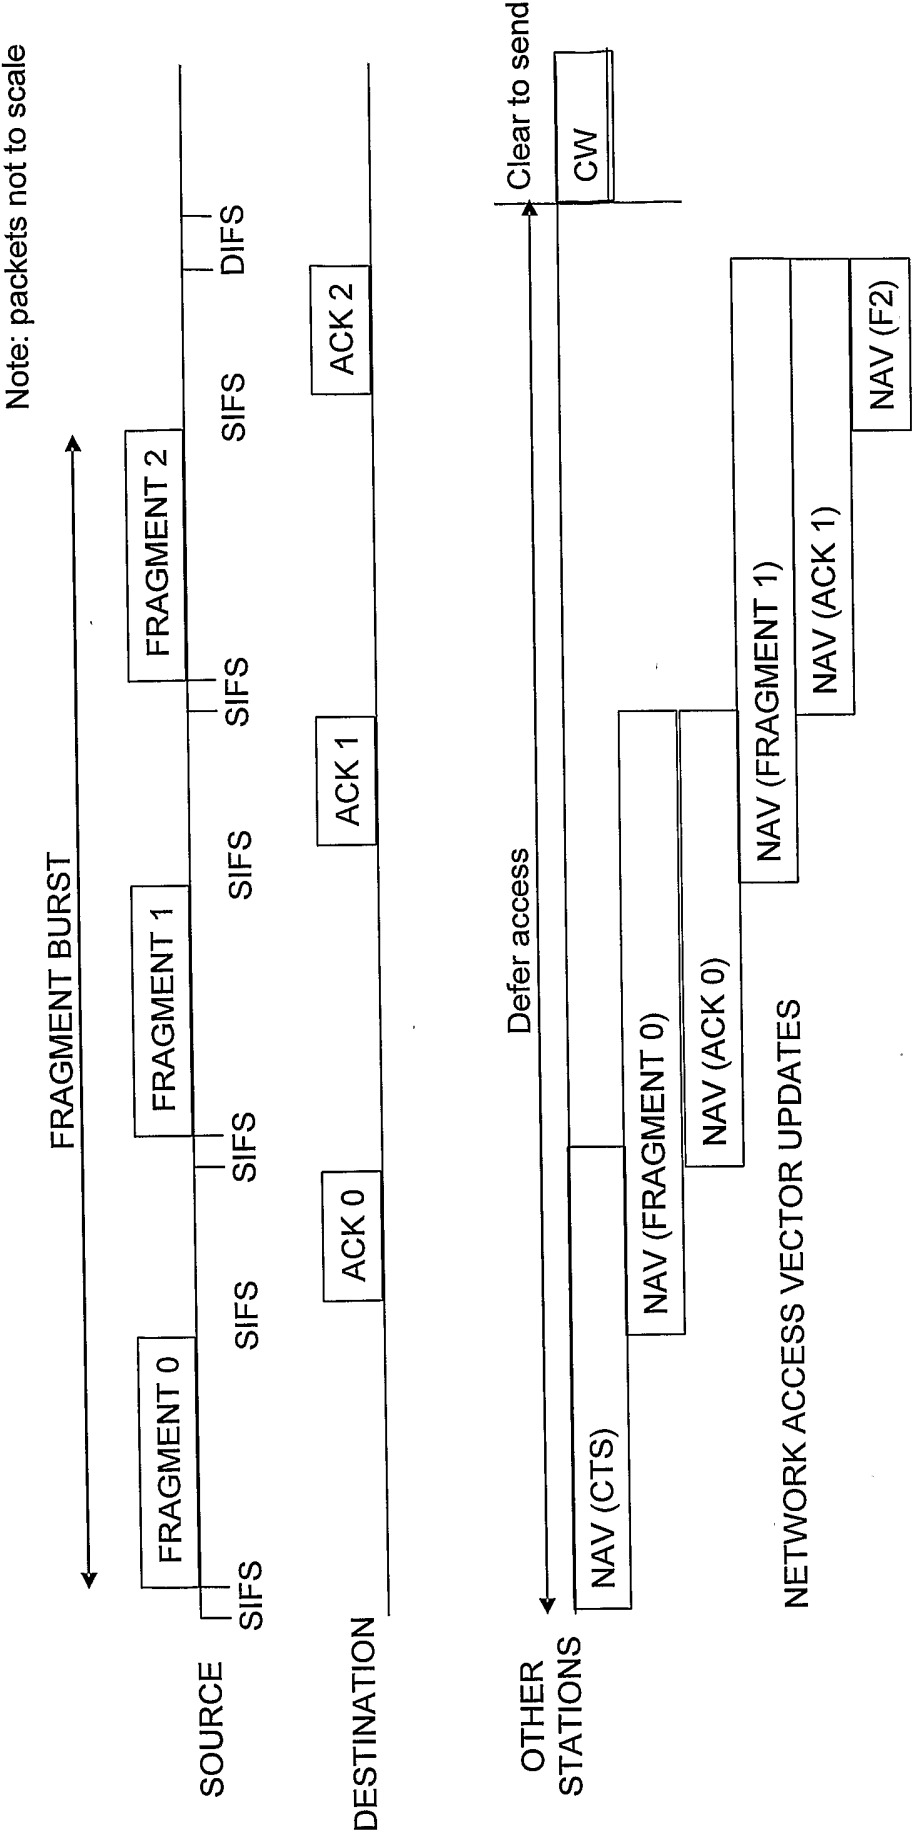 Note: packets not to scale
FRAGMENT BURST
SOURCE
FRAGMENT 0
FRAGMENT 1
FRAGMENT 2
SIFS
SIFS
SIFS
SIFS
SIFS
SIFS
DIFS
DESTINATION
ACK 0
ACK 1
ACK 2
OTHER
STATIONS
Defer access
Clear to send
CW
NAV (CTS)
NAV (FRAGMENT 0)
NAV (ACK 0)
NAV (FRAGMENT 1)
NAV (ACK 1)
NAV (F2)
NETWORK ACCESS VECTOR UPDATES